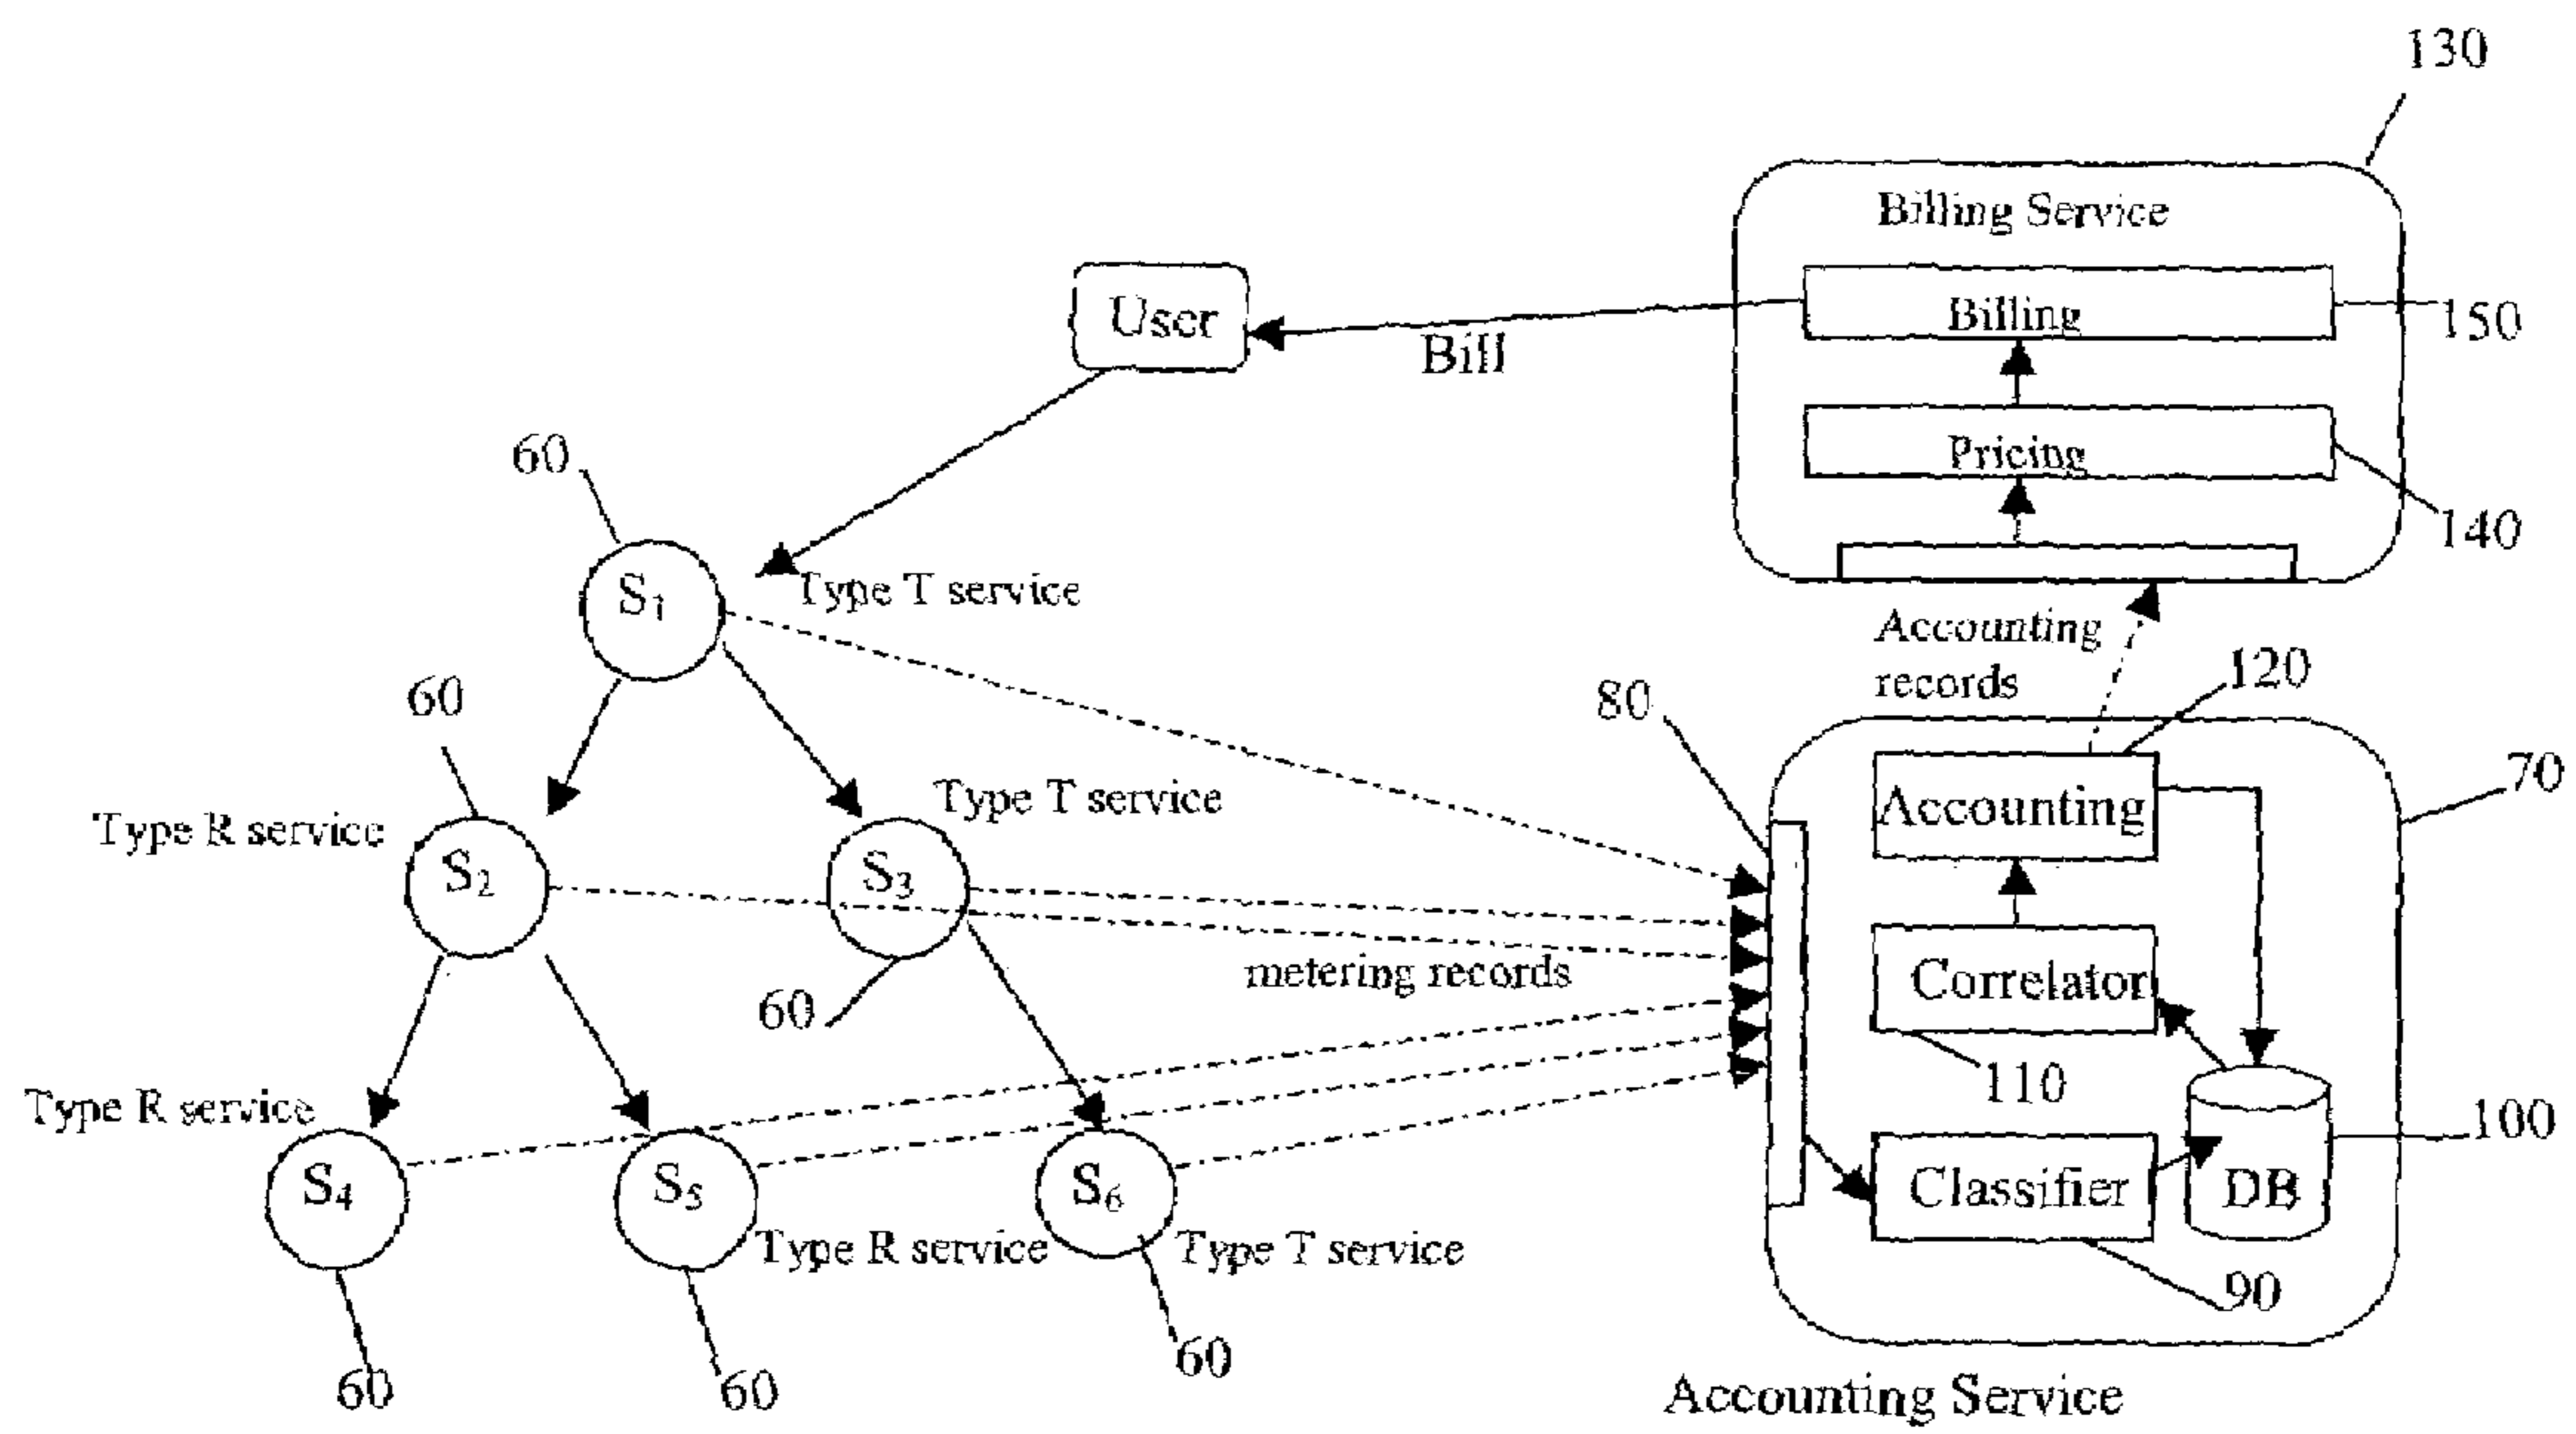 130
Billing Service
User
Billing
150
Bill
60
Pricing
140
S1
Type T service
Accounting
records
60
80
120
70
Type T service
Accounting
Type R service
S2
S3
Correlator
metering records
60
110
Type R service
100
S4
S5
S6
Classifier
DB
Type R service
Type T service
90
60
60
60
Accounting Service